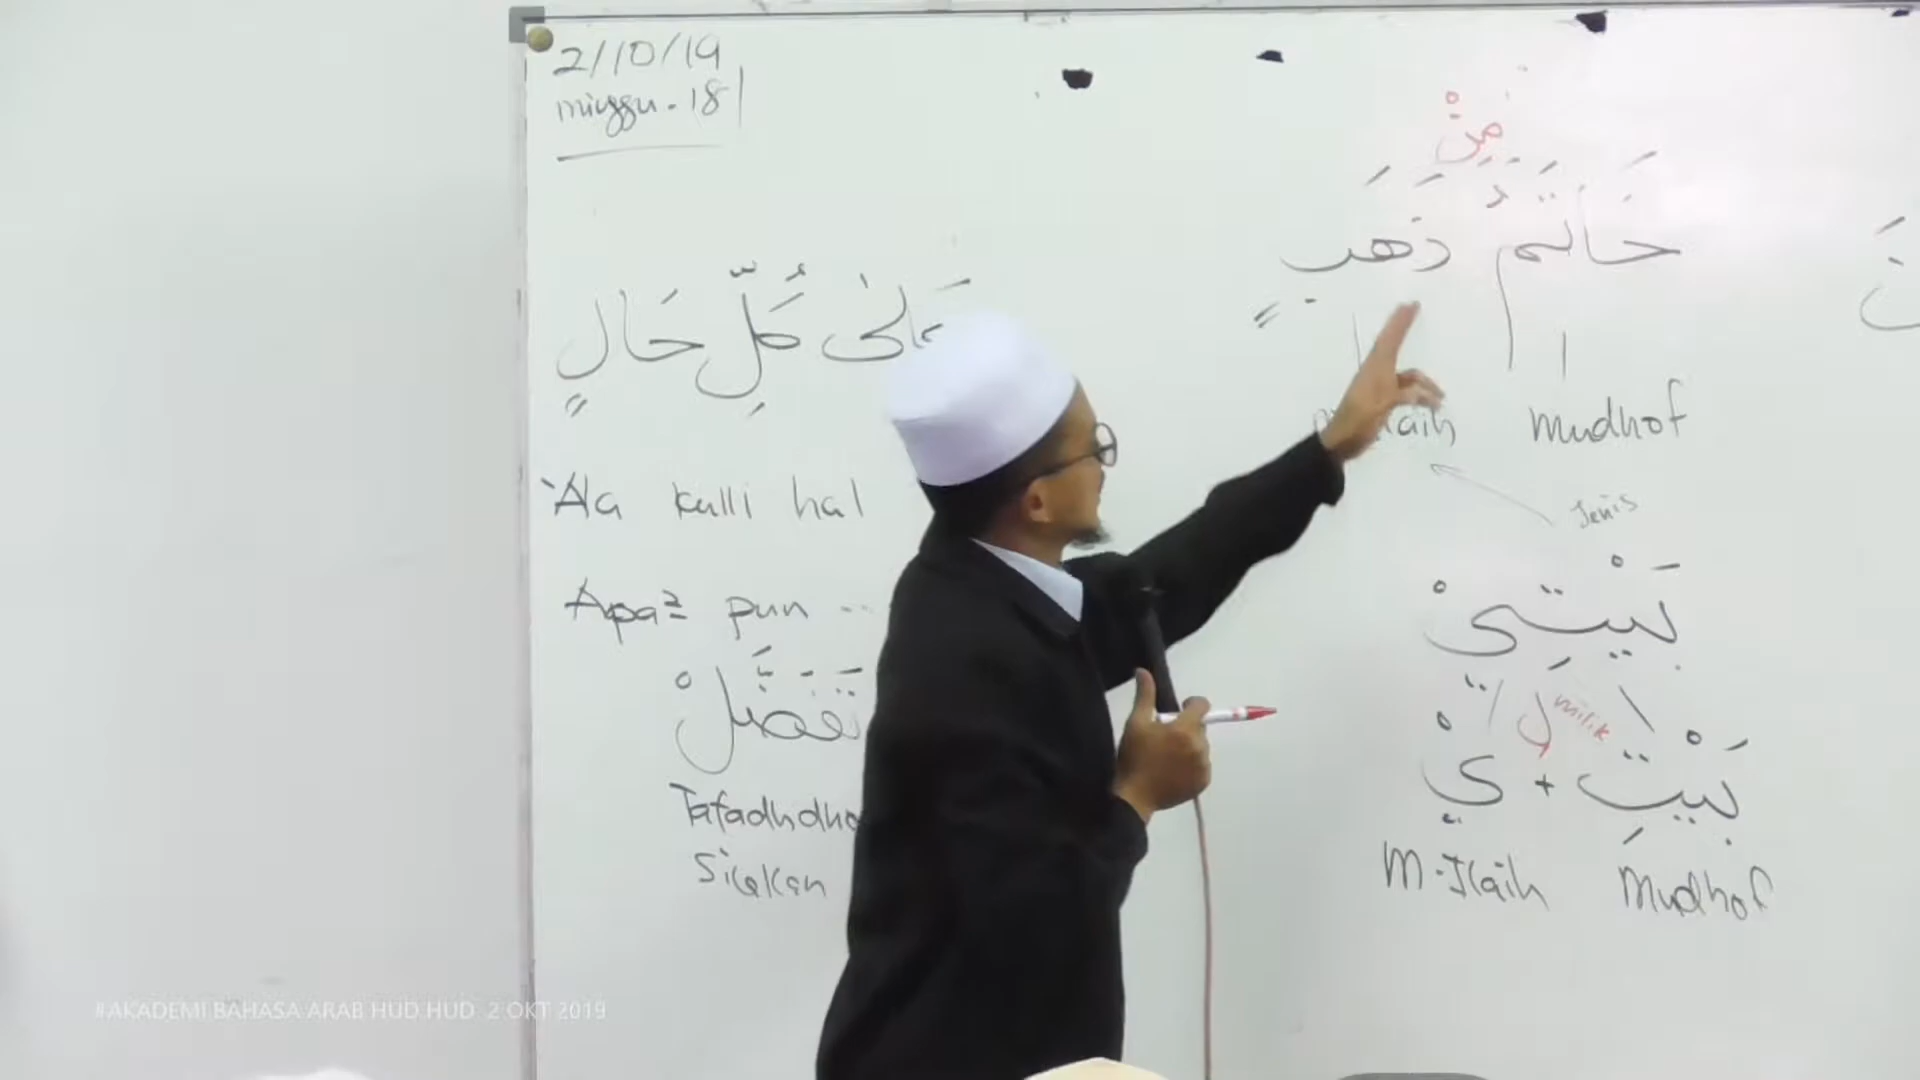 2/10/19
minggu - 18
عَلَىٰ كُلِّ حَالٍ
'Ala kulli hal
Apa2 pun ...
تَفَضَّلْ
Silakan
مِنْ
خَاتَمُ ذَهَبٍ
mudhof
Jenis
بَيْتِيْ
ل milik
بَيْتِ + يْ
M. Ilaih Mudhof
#AKADEMI BAHASA ARAB HUD HUD 2 OKT 2019